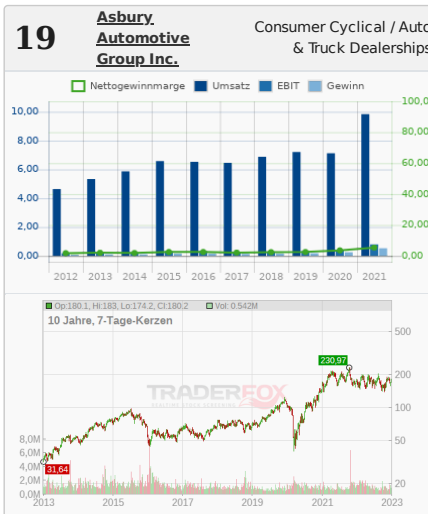 19
Asbury
Automotive
Group Inc.
Consumer Cyclical / Auto
& Truck Dealerships
Nettogewinnmarge Umsatz EBIT Gewinn
10,00 100,0
8,00 80,00
6,00 60,00
4,00 40,00
2,00 20,00
0,00 0,00
2012 2013 2014 2015 2016 2017 2018 2019 2020 2021
Op:180.1, Hi:183, Lo:174.2, Cl:180.2 Vol: 0.542M
10 Jahre, 7-Tage-Kerzen
500
230,97
200
TRADERFOX
100
8,0M 50
6,0M
31,64
4,0M
2,0M 20
0,0M
2013 2015 2017 2019 2021 2023